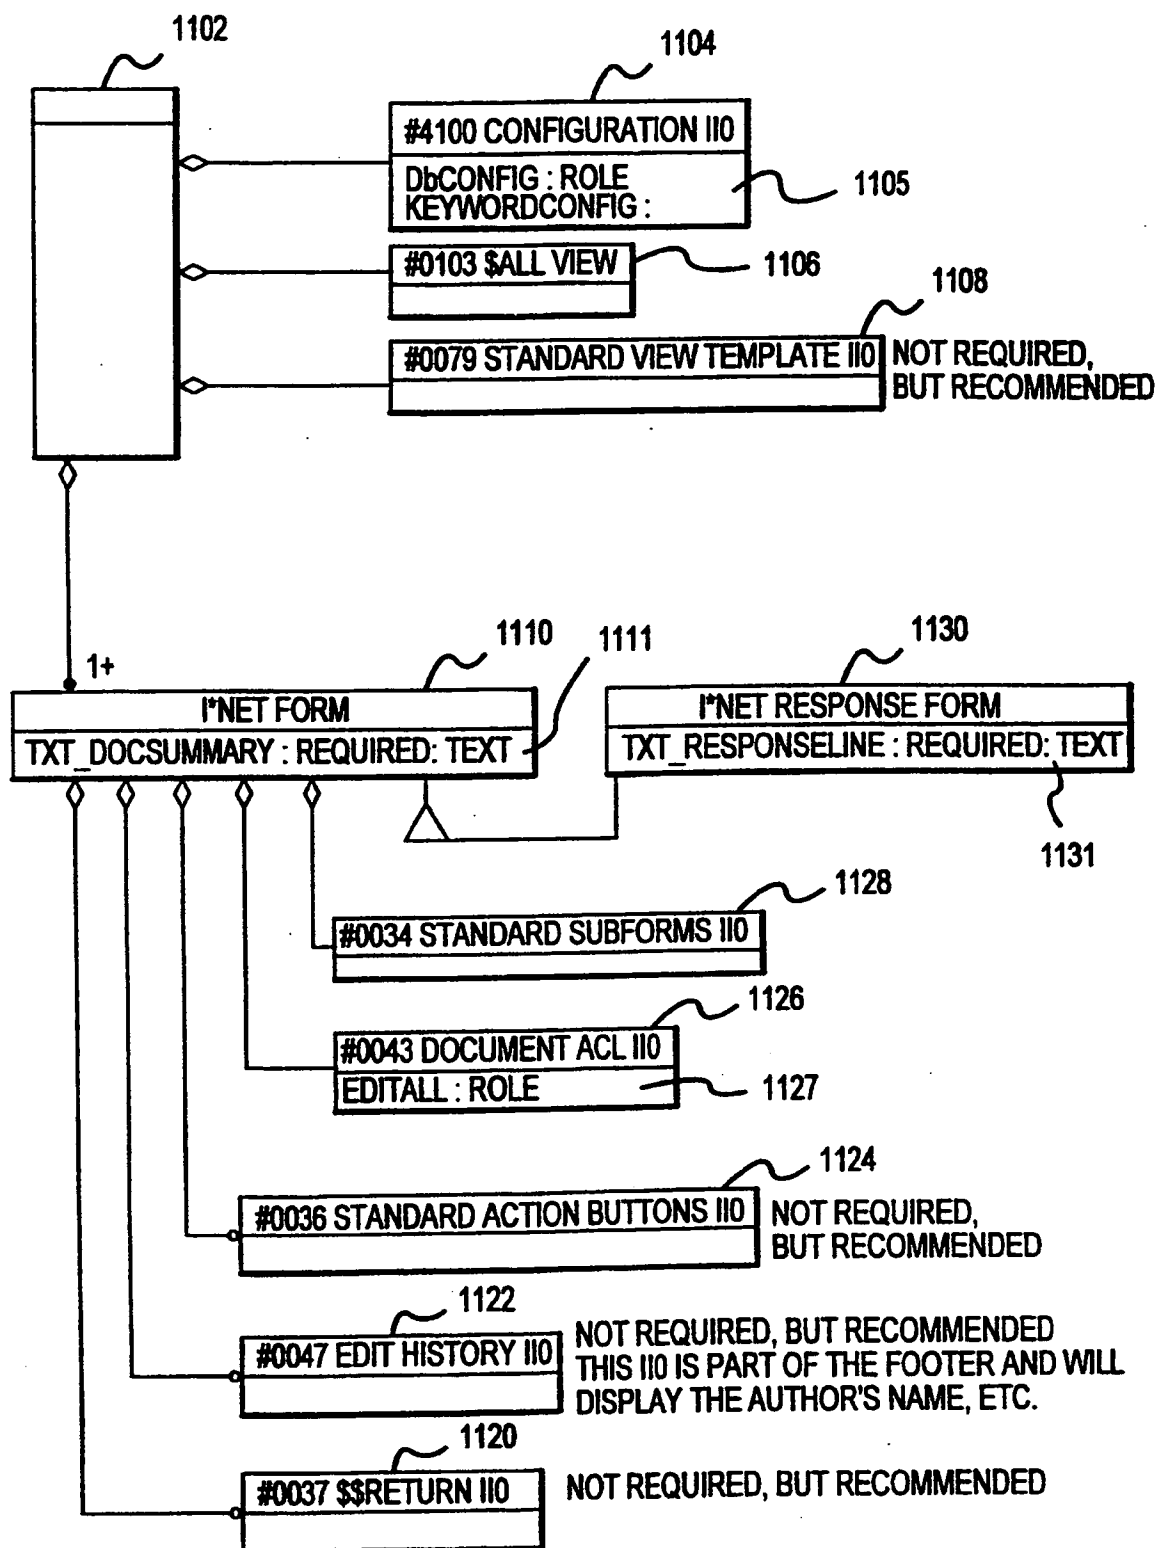 1102
1104
#4100 CONFIGURATION II0
DbCONFIG : ROLE
KEYWORDCONFIG :
1105
#0103 $ALL VIEW
1106
1108
#0079 STANDARD VIEW TEMPLATE II0
NOT REQUIRED,
BUT RECOMMENDED
1+
1110
1111
I*NET FORM
TXT_DOCSUMMARY : REQUIRED: TEXT
1130
I*NET RESPONSE FORM
TXT_RESPONSELINE : REQUIRED: TEXT
1131
1128
#0034 STANDARD SUBFORMS II0
1126
#0043 DOCUMENT ACL II0
EDITALL : ROLE
1127
1124
#0036 STANDARD ACTION BUTTONS II0
NOT REQUIRED,
BUT RECOMMENDED
1122
#0047 EDIT HISTORY II0
NOT REQUIRED, BUT RECOMMENDED
THIS II0 IS PART OF THE FOOTER AND WILL
DISPLAY THE AUTHOR'S NAME, ETC.
1120
#0037 $$RETURN II0
NOT REQUIRED, BUT RECOMMENDED